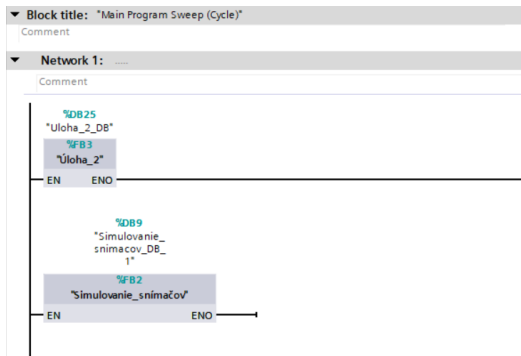 Block title: "Main Program Sweep (Cycle)"
Comment
Network 1: .....
Comment
%DB25
"Uloha_2_DB"
%FB3
"Úloha_2"
EN ENO
%DB9
"Simulovanie_
snimacov_DB_
1"
%FB2
"Simulovanie_snímačov"
EN ENO